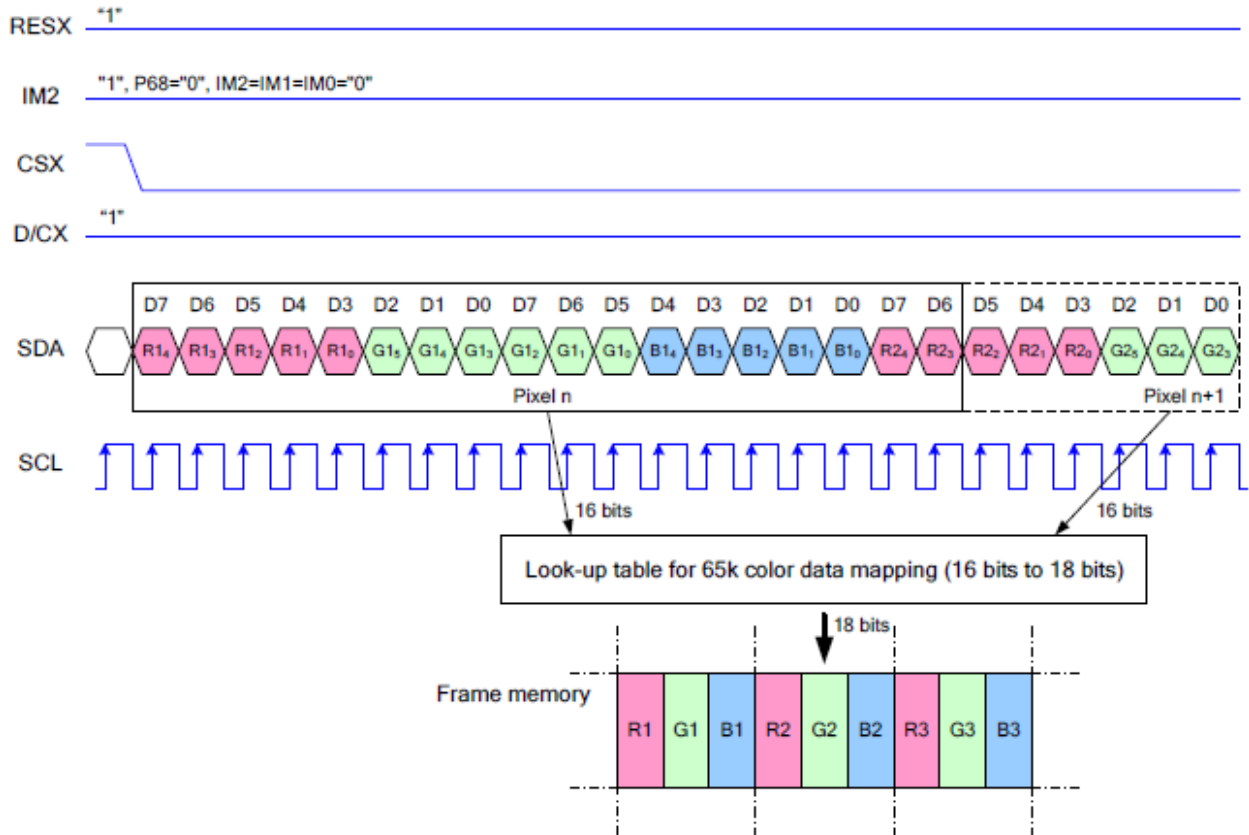 RESX "1"
IM2 "1", P68="0", IM2=IM1=IM0="0"
CSX
D/CX "1"
D7 D6 D5 D4 D3 D2 D1 D0 D7 D6 D5 D4 D3 D2 D1 D0 D7 D6 D5 D4 D3 D2 D1 D0
SDA R1₄ R1₃ R1₂ R1₁ R1₀ G1₅ G1₄ G1₃ G1₂ G1₁ G1₀ B1₄ B1₃ B1₂ B1₁ B1₀ R2₄ R2₃ R2₂ R2₁ R2₀ G2₅ G2₄ G2₃
Pixel n Pixel n+1
SCL
16 bits 16 bits
Look-up table for 65k color data mapping (16 bits to 18 bits)
18 bits
Frame memory
R1 G1 B1 R2 G2 B2 R3 G3 B3